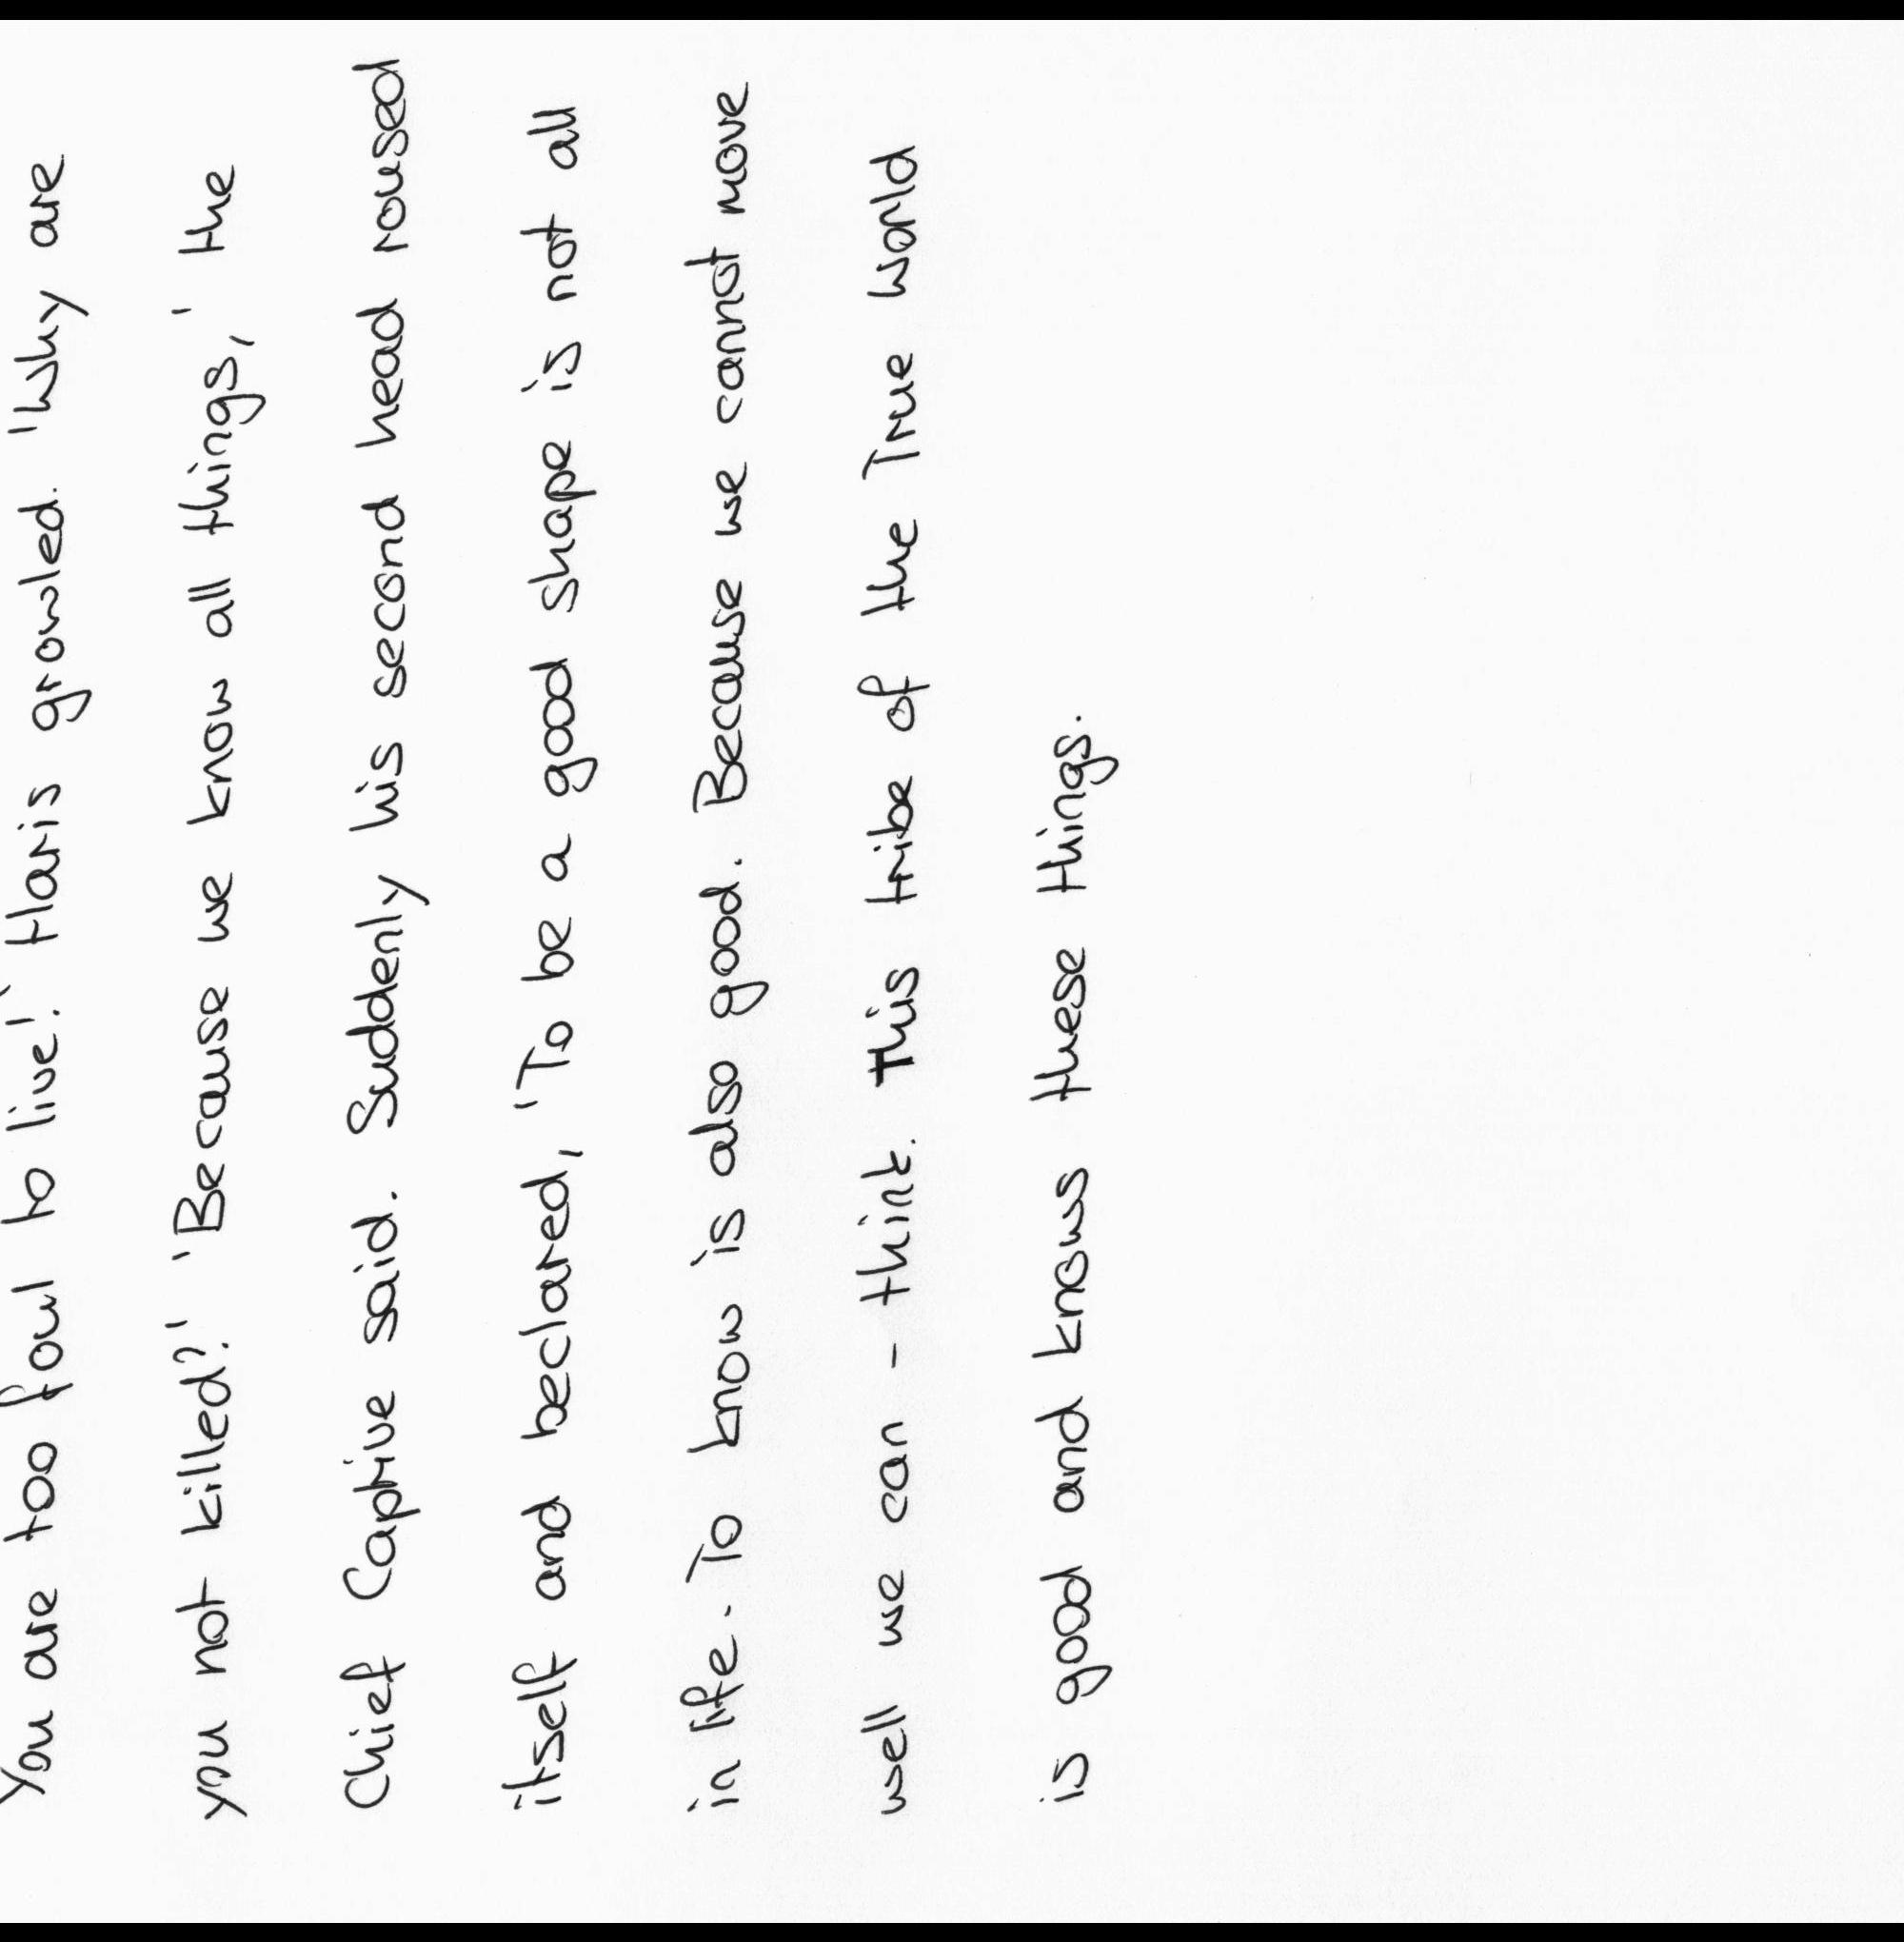 You are too foul to live!' Haris growled. 'Why are
you not killed?' 'Because we know all things,' the
Chief Captive said. Suddenly his second head roused
itself and beclared, 'To be a good shape is not all
in life. To know is also good. Because we cannot move
well we can - think. This tribe of the True World
is good and knows these things.